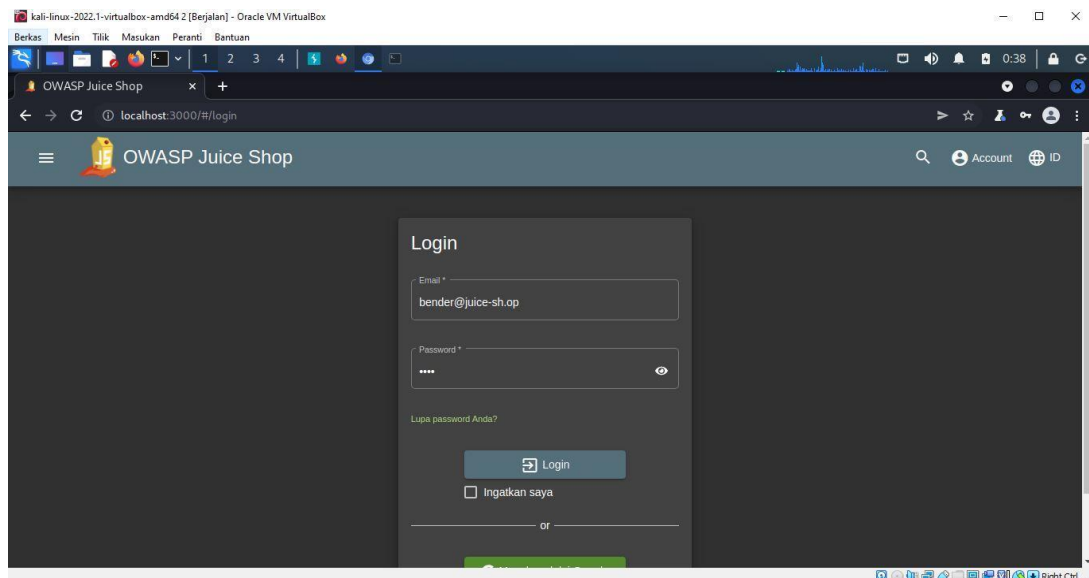 kali-linux-2022.1-virtualbox-amd64 2 [Berjalan] - Oracle VM VirtualBox
Berkas Mesin Tilik Masukan Peranti Bantuan
1 2 3 4 0:38
OWASP Juice Shop
localhost:3000/#/login
OWASP Juice Shop Account ID
Login
Email *
bender@juice-sh.op
Password *
••••
Lupa password Anda?
Login
Ingatkan saya
or
Right Ctrl